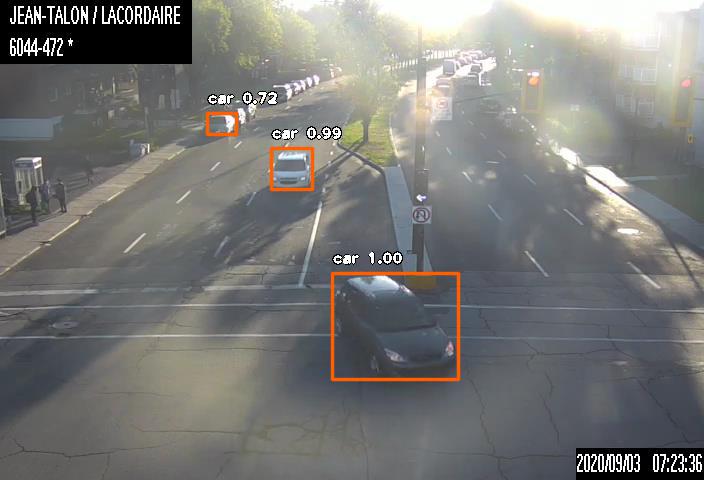 JEAN-TALON / LACORDAIRE
6044-472 *
car 0.72
car 0.99
car 1.00
2020/09/03 07:23:36